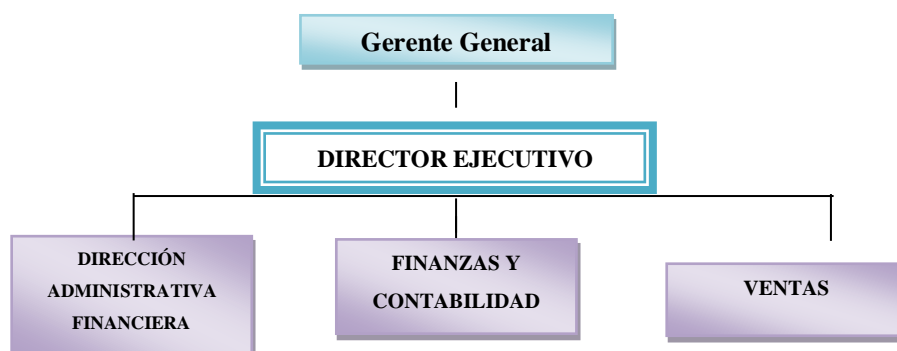 Gerente General
DIRECTOR EJECUTIVO
DIRECCIÓN
ADMINISTRATIVA
FINANCIERA
FINANZAS Y
CONTABILIDAD
VENTAS